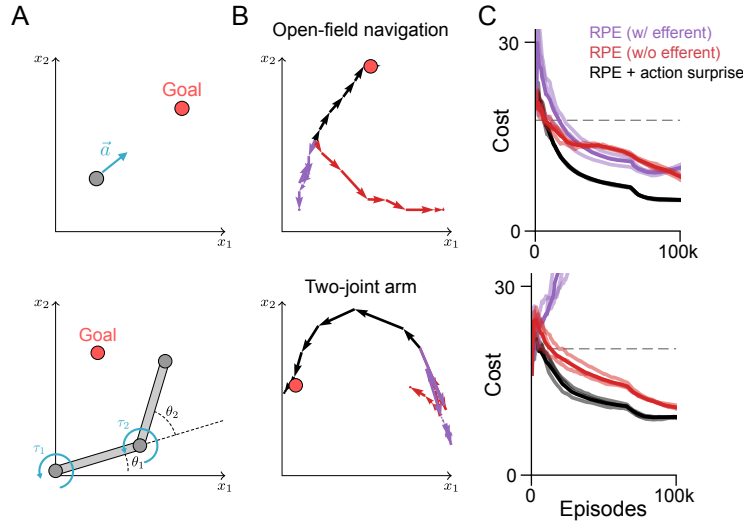 A
x₂
Goal
a⃗
x₁
B
Open-field navigation
x₂
x₁
C
RPE (w/ efferent)
RPE (w/o efferent)
RPE + action surprise
30
Cost
0
0
100k
x₂
Goal
τ₁
τ₂
θ₂
θ₁
x₁
Two-joint arm
x₂
x₁
30
Cost
0
0
100k
Episodes